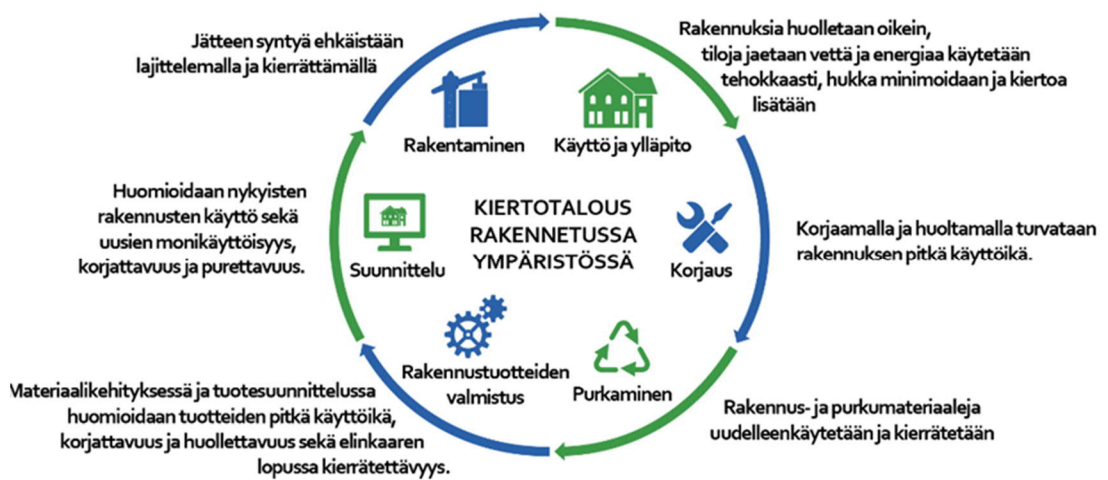 Jätteen syntyä ehkäistään
lajittelemalla ja kierrättämällä
Rakentaminen
Rakennuksia huolletaan oikein,
tiloja jaetaan vettä ja energiaa käytetään
tehokkaasti, hukka minimoidaan ja kiertoa
lisätään
Käyttö ja ylläpito
Korjaamalla ja huoltamalla turvataan
rakennuksen pitkä käyttöikä.
Korjaus
Rakennus- ja purkumateriaaleja
uudelleenkäytetään ja kierrätetään
Purkaminen
Materiaalikehityksessä ja tuotesuunnittelussa
huomioidaan tuotteiden pitkä käyttöikä,
korjattavuus ja huollettavuus sekä elinkaaren
lopussa kierrätettävyys.
Rakennustuotteiden
valmistus
Huomioidaan nykyisten
rakennusten käyttö sekä
uusien monikäyttöisyys,
korjattavuus ja purettavuus.
Suunnittelu
KIERTOTALOUS
RAKENNETUSSA
YMPÄRISTÖSSÄ